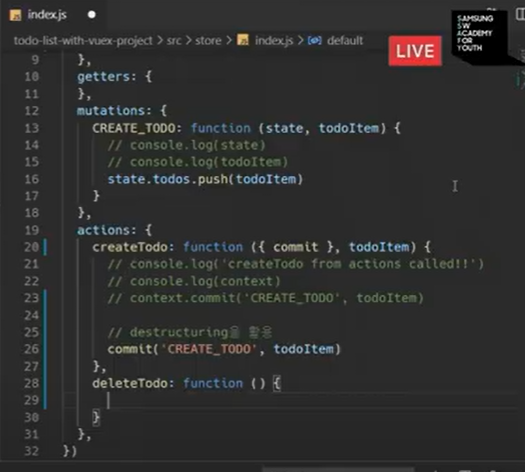 index.js
SAMSUNG
SW
ACADEMY
FOR
YOUTH
todo-list-with-vuex-project > src > store > index.js > default
LIVE
9 },
10 getters: {
11 },
12 mutations: {
13 CREATE_TODO: function (state, todoItem) {
14 // console.log(state)
15 // console.log(todoItem)
16 state.todos.push(todoItem)
17 }
18 },
19 actions: {
20 createTodo: function ({ commit }, todoItem) {
21 // console.log('createTodo from actions called!!')
22 // console.log(context)
23 // context.commit('CREATE_TODO', todoItem)
24
25 // destructuring을 활용
26 commit('CREATE_TODO', todoItem)
27 },
28 deleteTodo: function () {
29
30 }
31 },
32 })